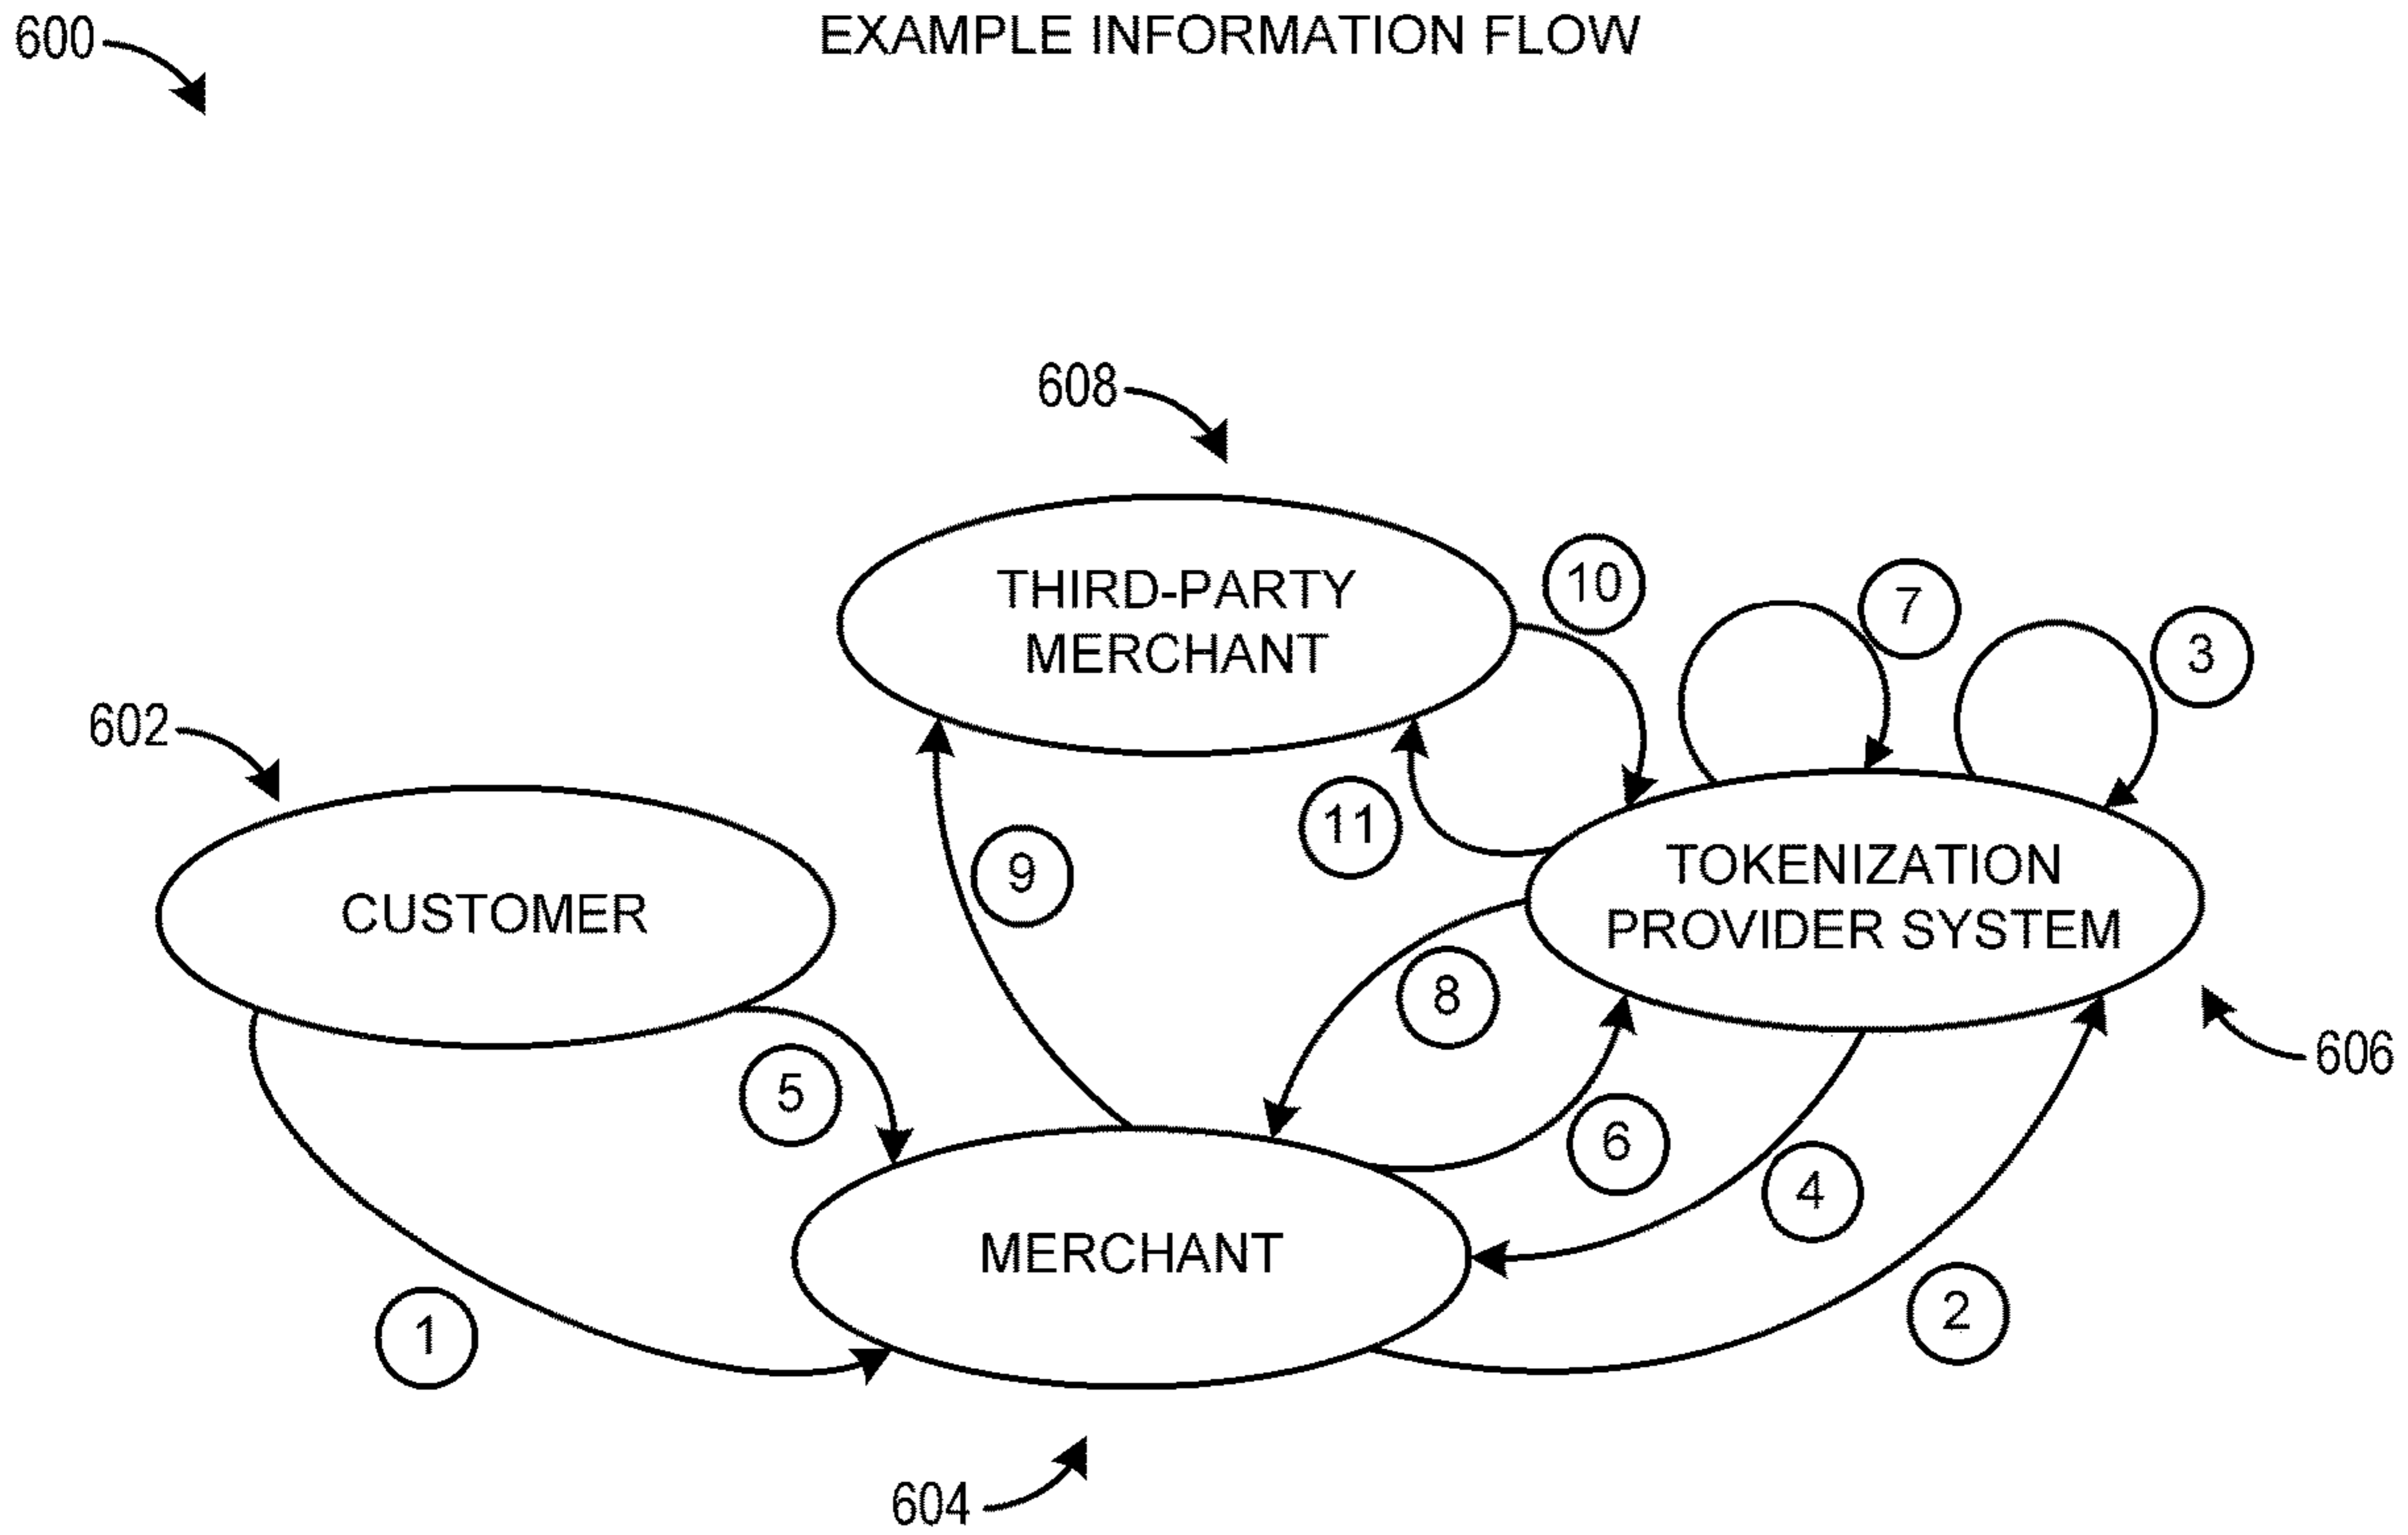 600
EXAMPLE INFORMATION FLOW
608
THIRD-PARTY
MERCHANT
10
7
3
602
11
9
CUSTOMER
TOKENIZATION
PROVIDER SYSTEM
8
606
5
6
4
MERCHANT
1
2
604